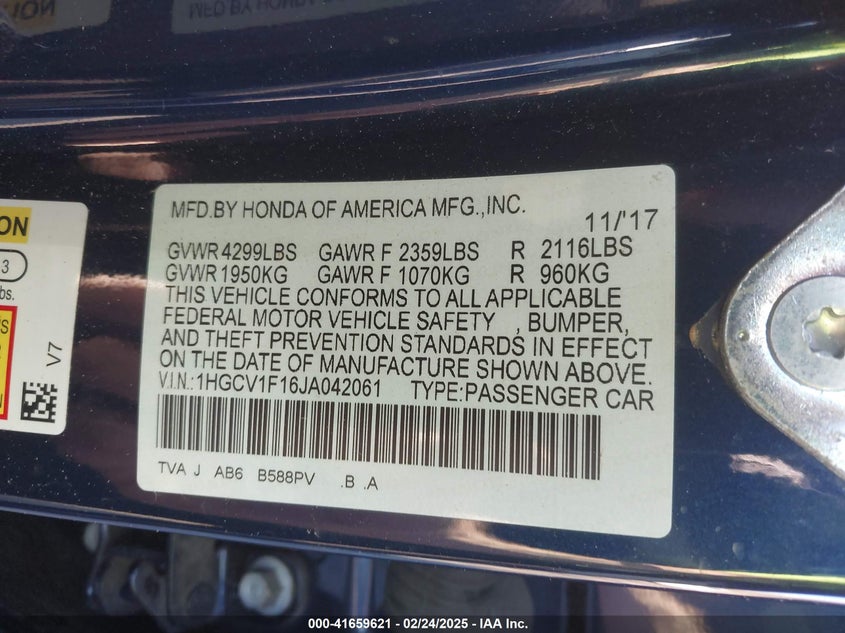 MFD.BY HONDA OF AMERICA MFG.,INC.
11/'17
GVWR 4299LBS GAWR F 2359LBS R 2116LBS
GVWR 1950KG GAWR F 1070KG R 960KG
THIS VEHICLE CONFORMS TO ALL APPLICABLE
FEDERAL MOTOR VEHICLE SAFETY , BUMPER,
AND THEFT PREVENTION STANDARDS IN EFFECT
ON THE DATE OF MANUFACTURE SHOWN ABOVE.
V.I.N.:1HGCV1F16JA042061 TYPE:PASSENGER CAR
TVA J AB6 B588PV .B .A
3
lbs.
V7
000-41659621 / 02/24/2025 - IAA Inc.